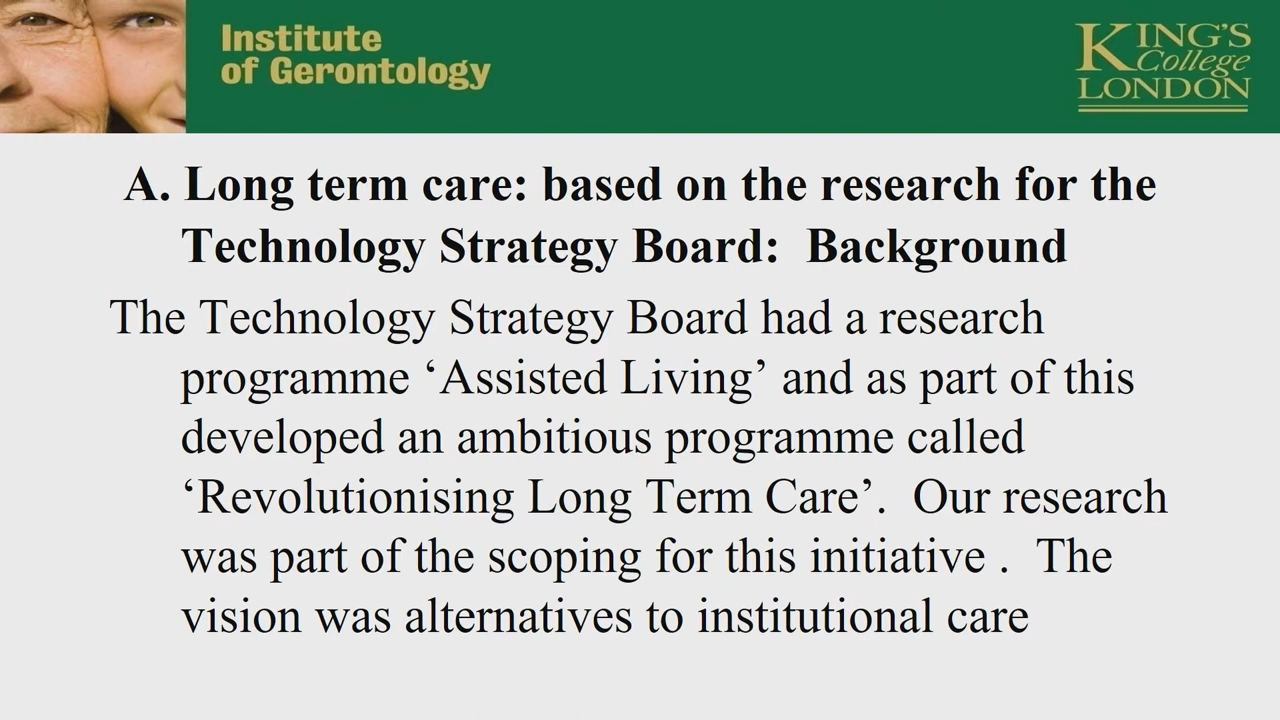 Institute
of Gerontology
KING'S
College
LONDON
A. Long term care: based on the research for the
Technology Strategy Board:  Background
The Technology Strategy Board had a research
programme ‘Assisted Living’ and as part of this
developed an ambitious programme called
‘Revolutionising Long Term Care’.  Our research
was part of the scoping for this initiative .  The
vision was alternatives to institutional care